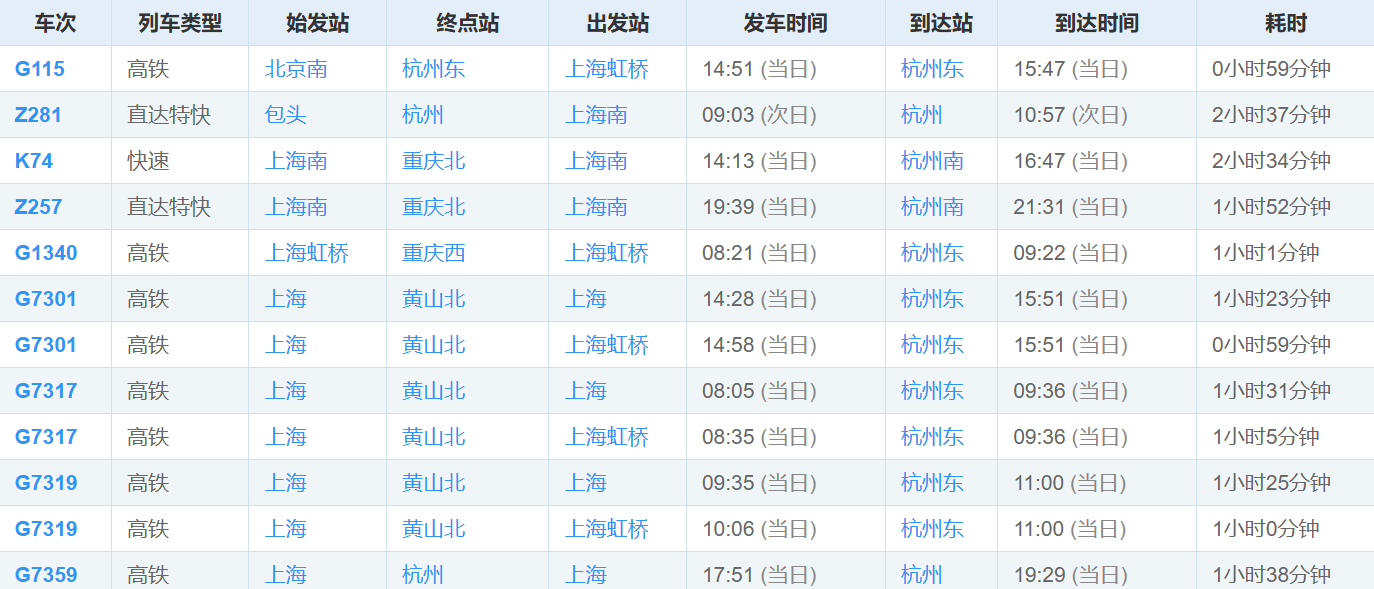 车次 列车类型 始发站 终点站 出发站 发车时间 到达站 到达时间 耗时
G115 高铁 北京南 杭州东 上海虹桥 14:51 (当日) 杭州东 15:47 (当日) 0小时59分钟
Z281 直达特快 包头 杭州 上海南 09:03 (次日) 杭州 10:57 (次日) 2小时37分钟
K74 快速 上海南 重庆北 上海南 14:13 (当日) 杭州南 16:47 (当日) 2小时34分钟
Z257 直达特快 上海南 重庆北 上海南 19:39 (当日) 杭州南 21:31 (当日) 1小时52分钟
G1340 高铁 上海虹桥 重庆西 上海虹桥 08:21 (当日) 杭州东 09:22 (当日) 1小时1分钟
G7301 高铁 上海 黄山北 上海 14:28 (当日) 杭州东 15:51 (当日) 1小时23分钟
G7301 高铁 上海 黄山北 上海虹桥 14:58 (当日) 杭州东 15:51 (当日) 0小时59分钟
G7317 高铁 上海 黄山北 上海 08:05 (当日) 杭州东 09:36 (当日) 1小时31分钟
G7317 高铁 上海 黄山北 上海虹桥 08:35 (当日) 杭州东 09:36 (当日) 1小时5分钟
G7319 高铁 上海 黄山北 上海 09:35 (当日) 杭州东 11:00 (当日) 1小时25分钟
G7319 高铁 上海 黄山北 上海虹桥 10:06 (当日) 杭州东 11:00 (当日) 1小时0分钟
G7359 高铁 上海 杭州 上海 17:51 (当日) 杭州 19:29 (当日) 1小时38分钟